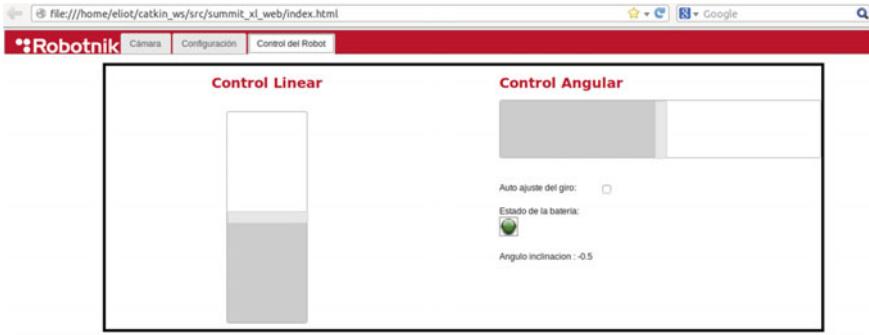 file:///home/eliot/catkin_ws/src/summit_xl_web/index.html
Google
Robotnik
Cámara
Configuración
Control del Robot
Control Linear
Control Angular
Auto ajuste del giro:
Estado de la bateria:
Angulo inclinacion : -0.5